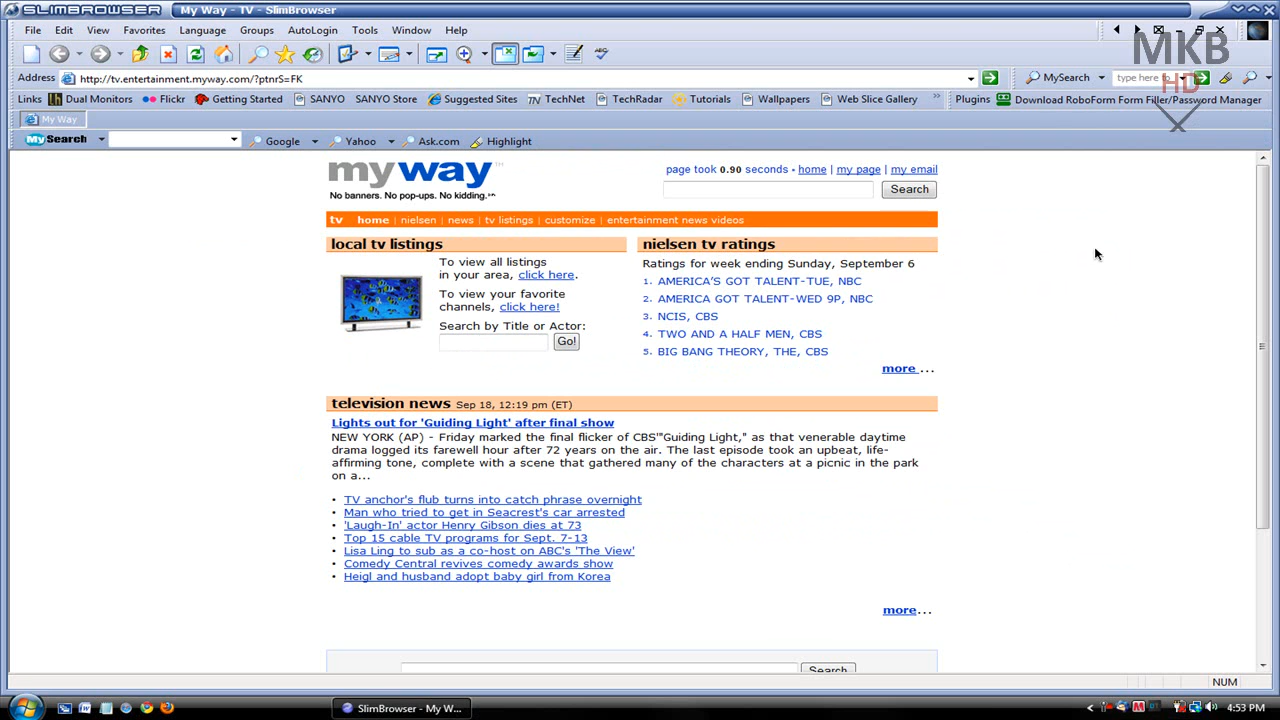 SLIMBROWSER My Way - TV - SlimBrowser
File Edit View Favorites Language Groups AutoLogin Tools Window Help
Address http://tv.entertainment.myway.com/?ptnrS=FK MySearch type here to
Links Dual Monitors Flickr Getting Started SANYO SANYO Store Suggested Sites TechNet TechRadar Tutorials Wallpapers Web Slice Gallery » Plugins Download RoboForm Form Filler/Password Manager
MKB
HD
My Way
MySearch Google Yahoo Ask.com Highlight
myway
No banners. No pop-ups. No kidding.
page took 0.90 seconds • home | my page | my email
Search
tv home | nielsen | news | tv listings | customize | entertainment news videos
local tv listings
To view all listings
in your area, click here.
To view your favorite
channels, click here!
Search by Title or Actor:
Go!
nielsen tv ratings
Ratings for week ending Sunday, September 6
1. AMERICA'S GOT TALENT-TUE, NBC
2. AMERICA GOT TALENT-WED 9P, NBC
3. NCIS, CBS
4. TWO AND A HALF MEN, CBS
5. BIG BANG THEORY, THE, CBS
more ...
television news Sep 18, 12:19 pm (ET)
Lights out for 'Guiding Light' after final show
NEW YORK (AP) - Friday marked the final flicker of CBS'"Guiding Light," as that venerable daytime
drama logged its farewell hour after 72 years on the air. The last episode took an upbeat, life-
affirming tone, complete with a scene that gathered many of the characters at a picnic in the park
on a...
• TV anchor's flub turns into catch phrase overnight
• Man who tried to get in Seacrest's car arrested
• 'Laugh-In' actor Henry Gibson dies at 73
• Top 15 cable TV programs for Sept. 7-13
• Lisa Ling to sub as a co-host on ABC's 'The View'
• Comedy Central revives comedy awards show
• Heigl and husband adopt baby girl from Korea
more...
Search
NUM
SlimBrowser - My W...
4:53 PM